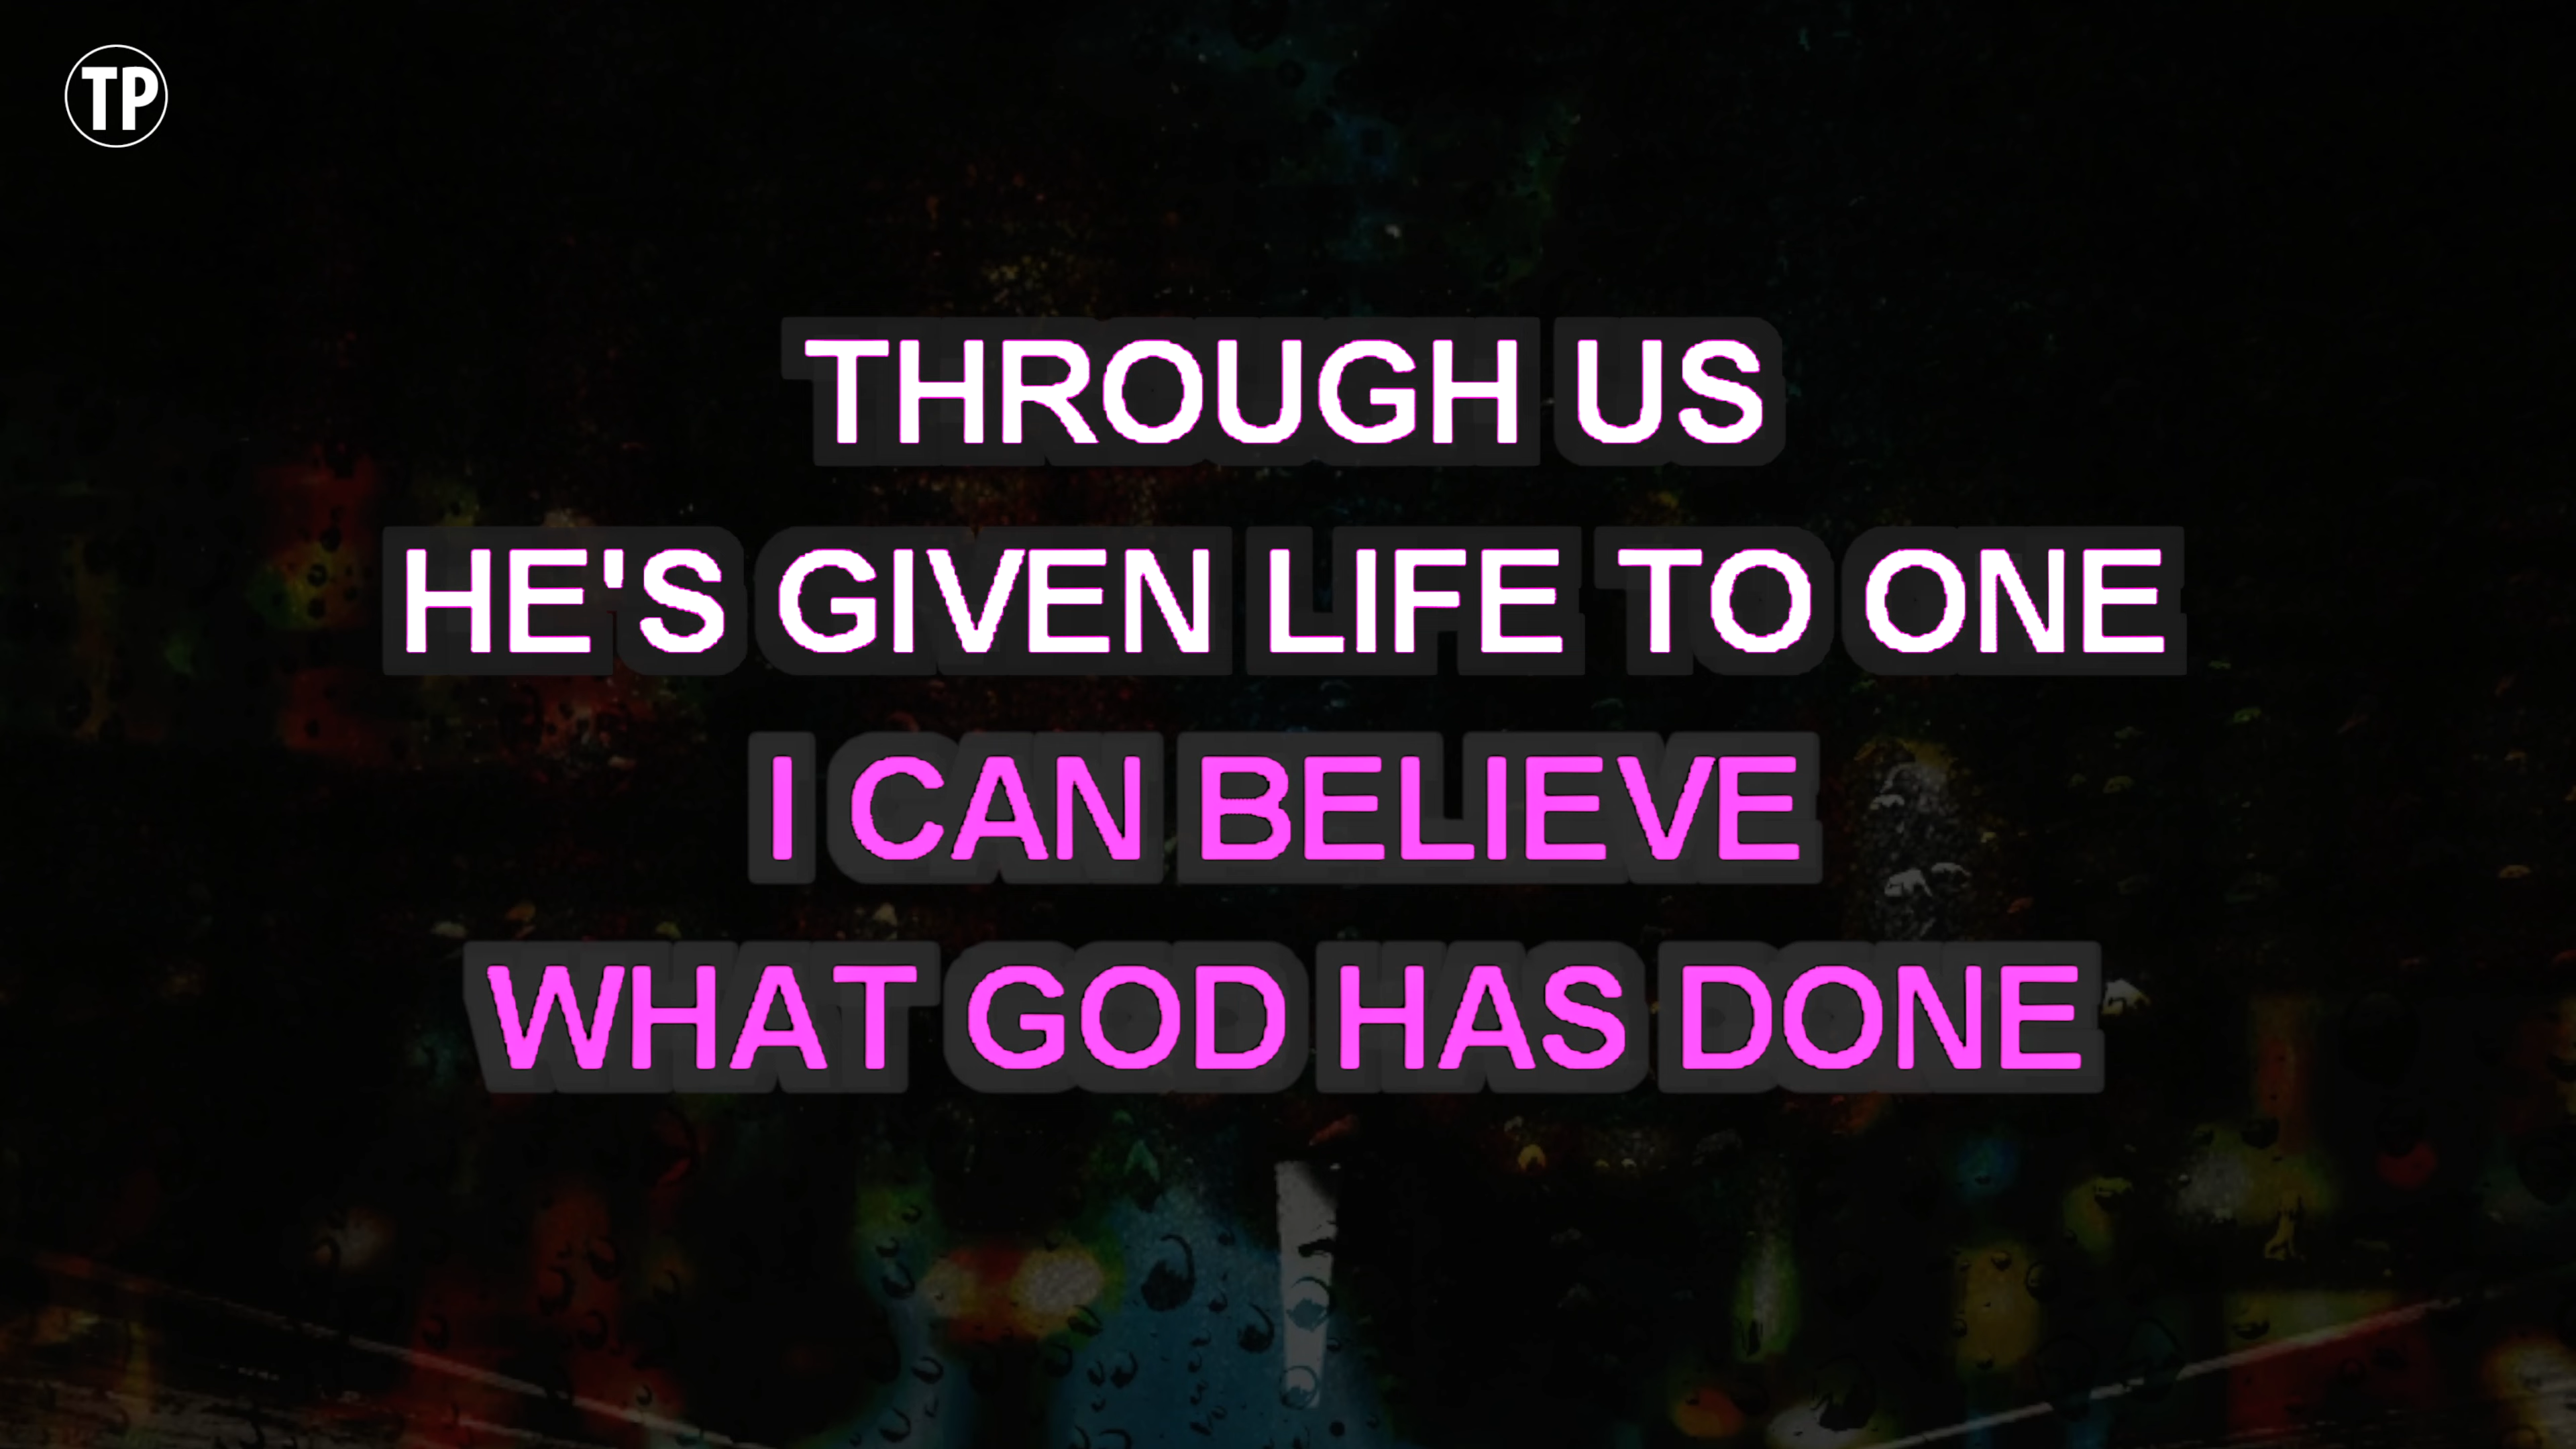 TP
THROUGH US
HE'S GIVEN LIFE TO ONE
I CAN BELIEVE
WHAT GOD HAS DONE